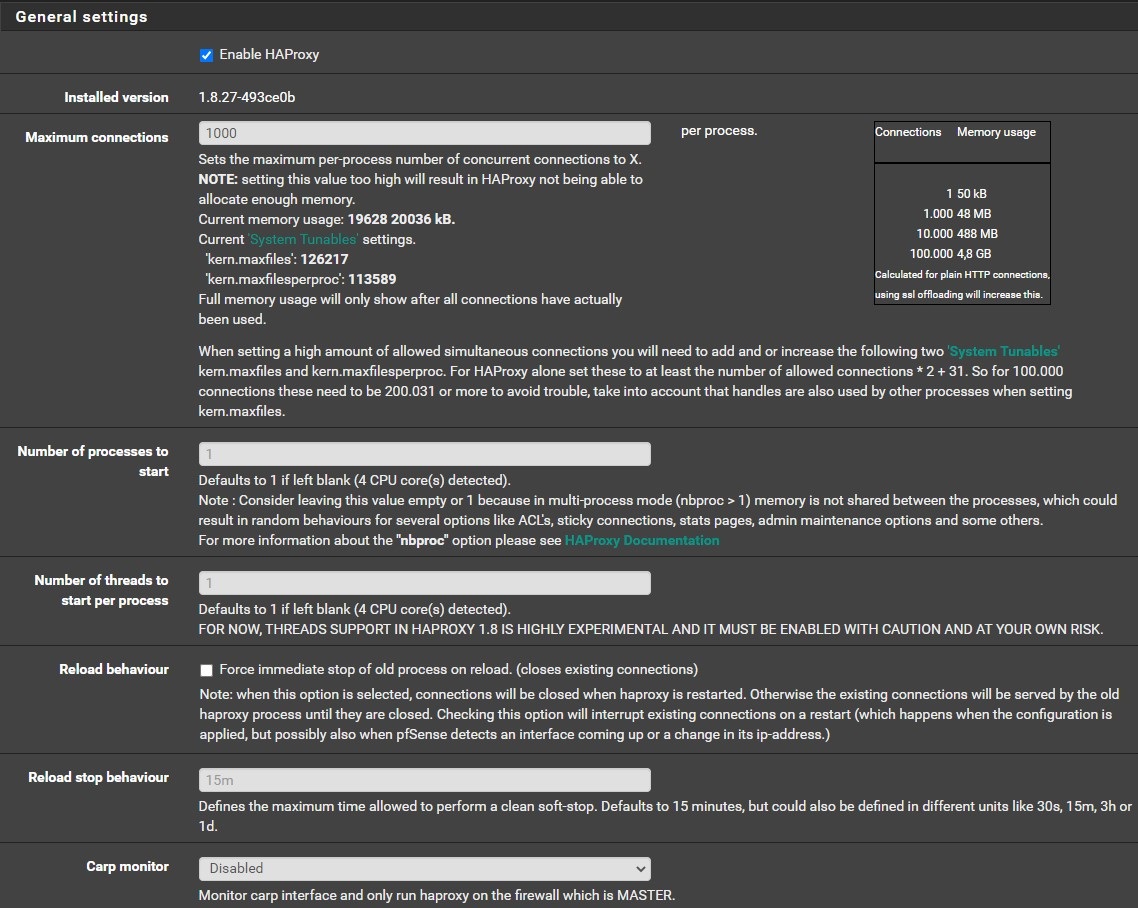 General settings
Enable HAProxy
Installed version
1.8.27-493ce0b
Maximum connections
1000
per process.
Sets the maximum per-process number of concurrent connections to X.
NOTE: setting this value too high will result in HAProxy not being able to
allocate enough memory.
Current memory usage: 19628 20036 kB.
Current 'System Tunables' settings.
'kern.maxfiles': 126217
'kern.maxfilesperproc': 113589
Full memory usage will only show after all connections have actually
been used.
Connections Memory usage
1 50 kB
1.000 48 MB
10.000 488 MB
100.000 4,8 GB
Calculated for plain HTTP connections,
using ssl offloading will increase this.
When setting a high amount of allowed simultaneous connections you will need to add and or increase the following two 'System Tunables'
kern.maxfiles and kern.maxfilesperproc. For HAProxy alone set these to at least the number of allowed connections * 2 + 31. So for 100.000
connections these need to be 200.031 or more to avoid trouble, take into account that handles are also used by other processes when setting
kern.maxfiles.
Number of processes to
start
1
Defaults to 1 if left blank (4 CPU core(s) detected).
Note : Consider leaving this value empty or 1 because in multi-process mode (nbproc > 1) memory is not shared between the processes, which could
result in random behaviours for several options like ACL's, sticky connections, stats pages, admin maintenance options and some others.
For more information about the "nbproc" option please see HAProxy Documentation
Number of threads to
start per process
1
Defaults to 1 if left blank (4 CPU core(s) detected).
FOR NOW, THREADS SUPPORT IN HAPROXY 1.8 IS HIGHLY EXPERIMENTAL AND IT MUST BE ENABLED WITH CAUTION AND AT YOUR OWN RISK.
Reload behaviour
Force immediate stop of old process on reload. (closes existing connections)
Note: when this option is selected, connections will be closed when haproxy is restarted. Otherwise the existing connections will be served by the old
haproxy process until they are closed. Checking this option will interrupt existing connections on a restart (which happens when the configuration is
applied, but possibly also when pfSense detects an interface coming up or a change in its ip-address.)
Reload stop behaviour
15m
Defines the maximum time allowed to perform a clean soft-stop. Defaults to 15 minutes, but could also be defined in different units like 30s, 15m, 3h or
1d.
Carp monitor
Disabled
Monitor carp interface and only run haproxy on the firewall which is MASTER.